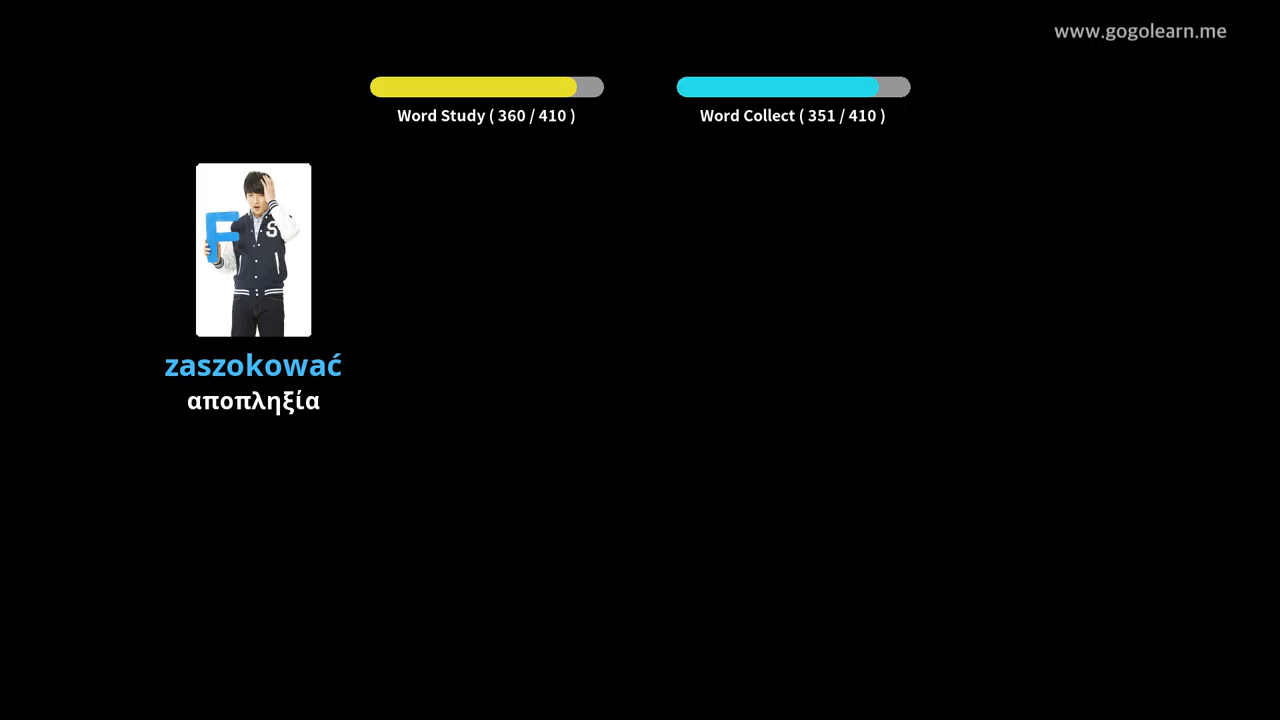 www.gogolearn.me
Word Study ( 360 / 410 )
Word Collect ( 351 / 410 )
F
S
zaszokować
αποπληξία